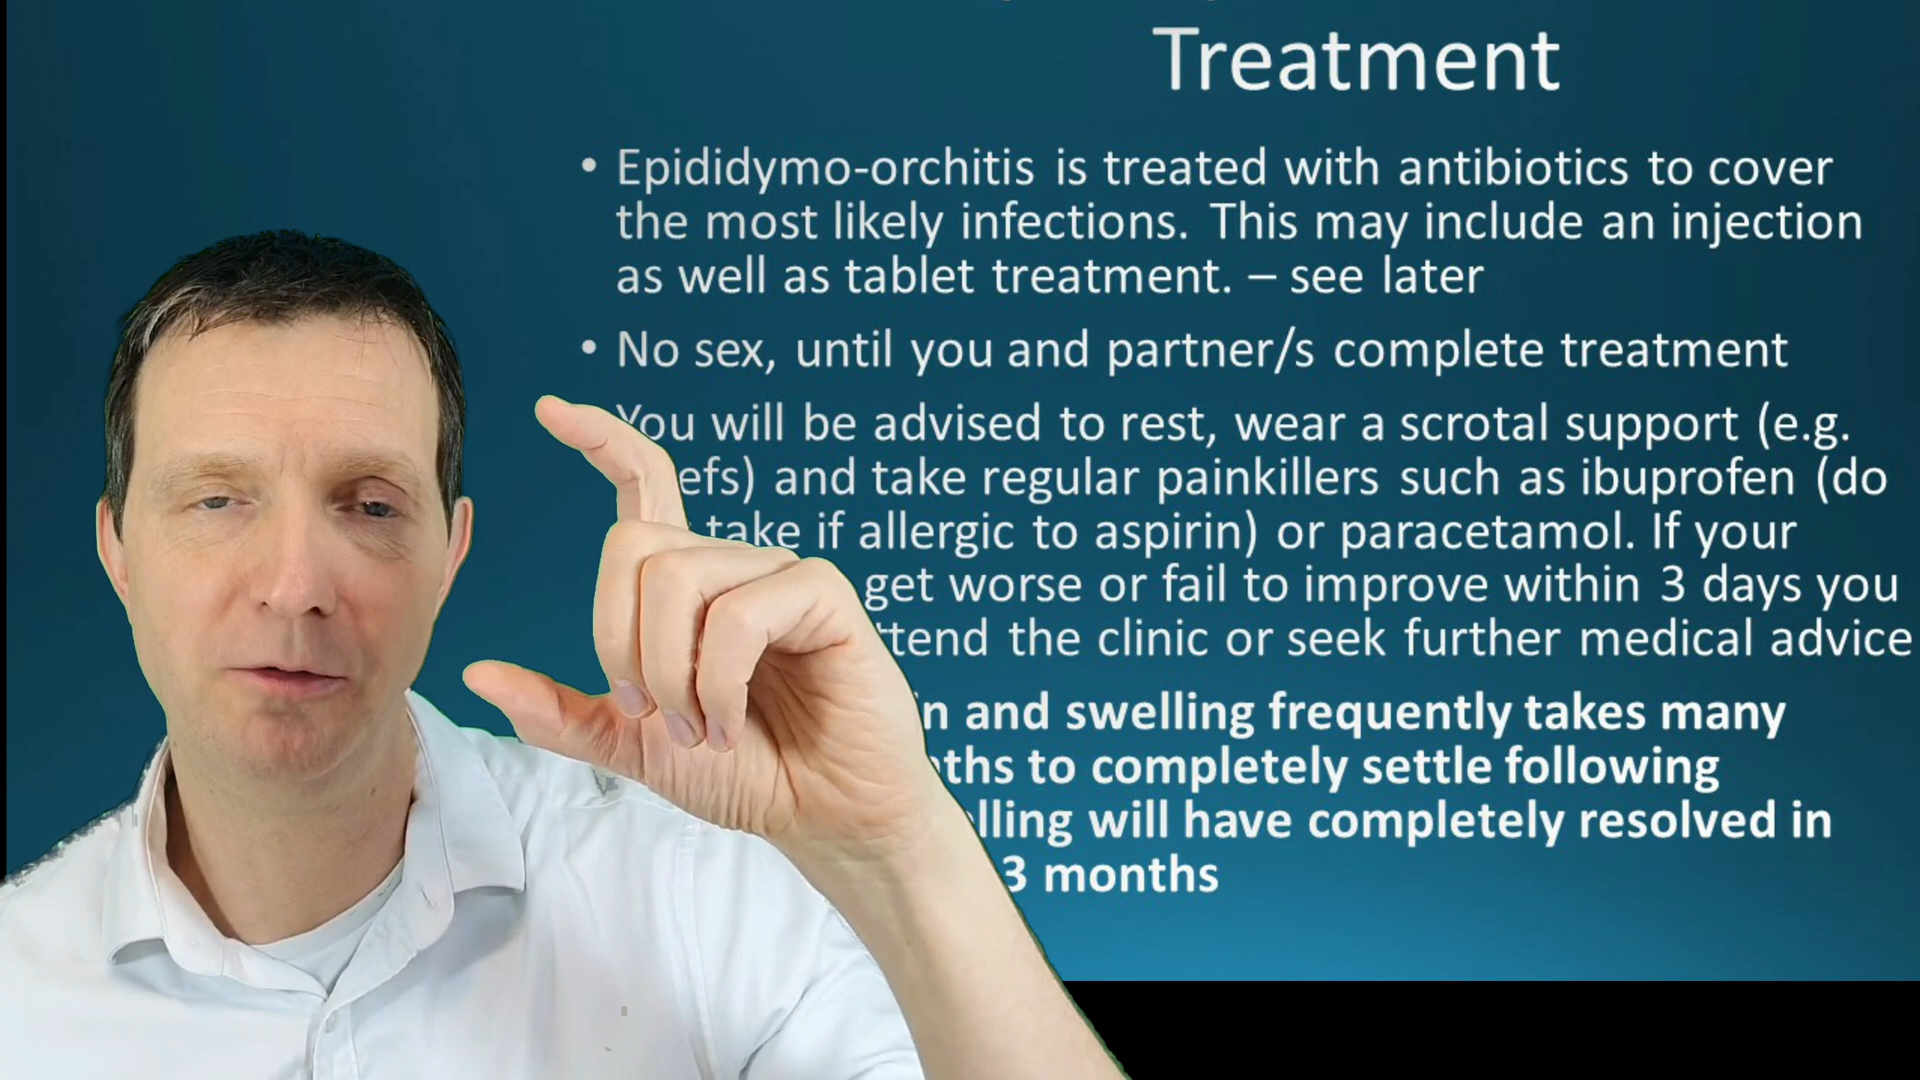 Treatment
• Epididymo-orchitis is treated with antibiotics to cover
the most likely infections. This may include an injection
as well as tablet treatment. – see later
• No sex, until you and partner/s complete treatment
You will be advised to rest, wear a scrotal support (e.g.
efs) and take regular painkillers such as ibuprofen (do
take if allergic to aspirin) or paracetamol. If your
get worse or fail to improve within 3 days you
ttend the clinic or seek further medical advice
n and swelling frequently takes many
ths to completely settle following
lling will have completely resolved in
3 months